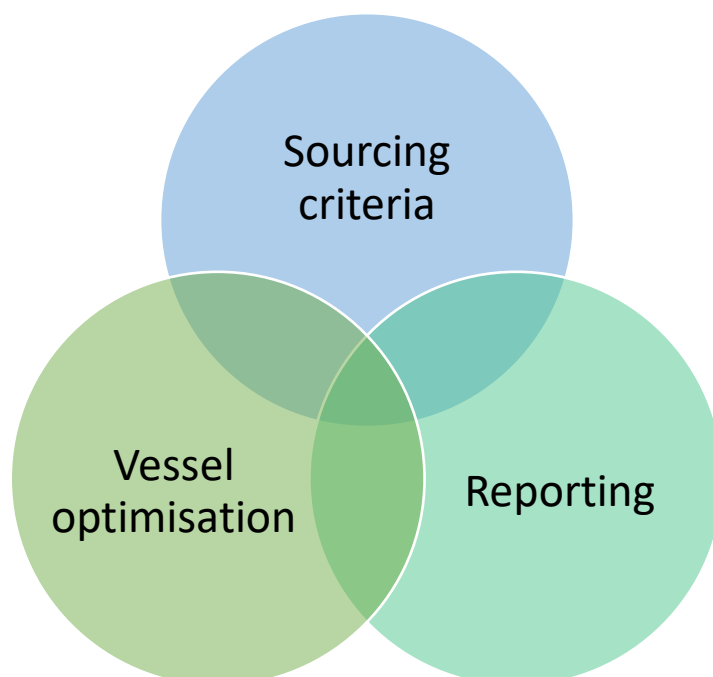 Sourcing
criteria
Vessel
optimisation
Reporting